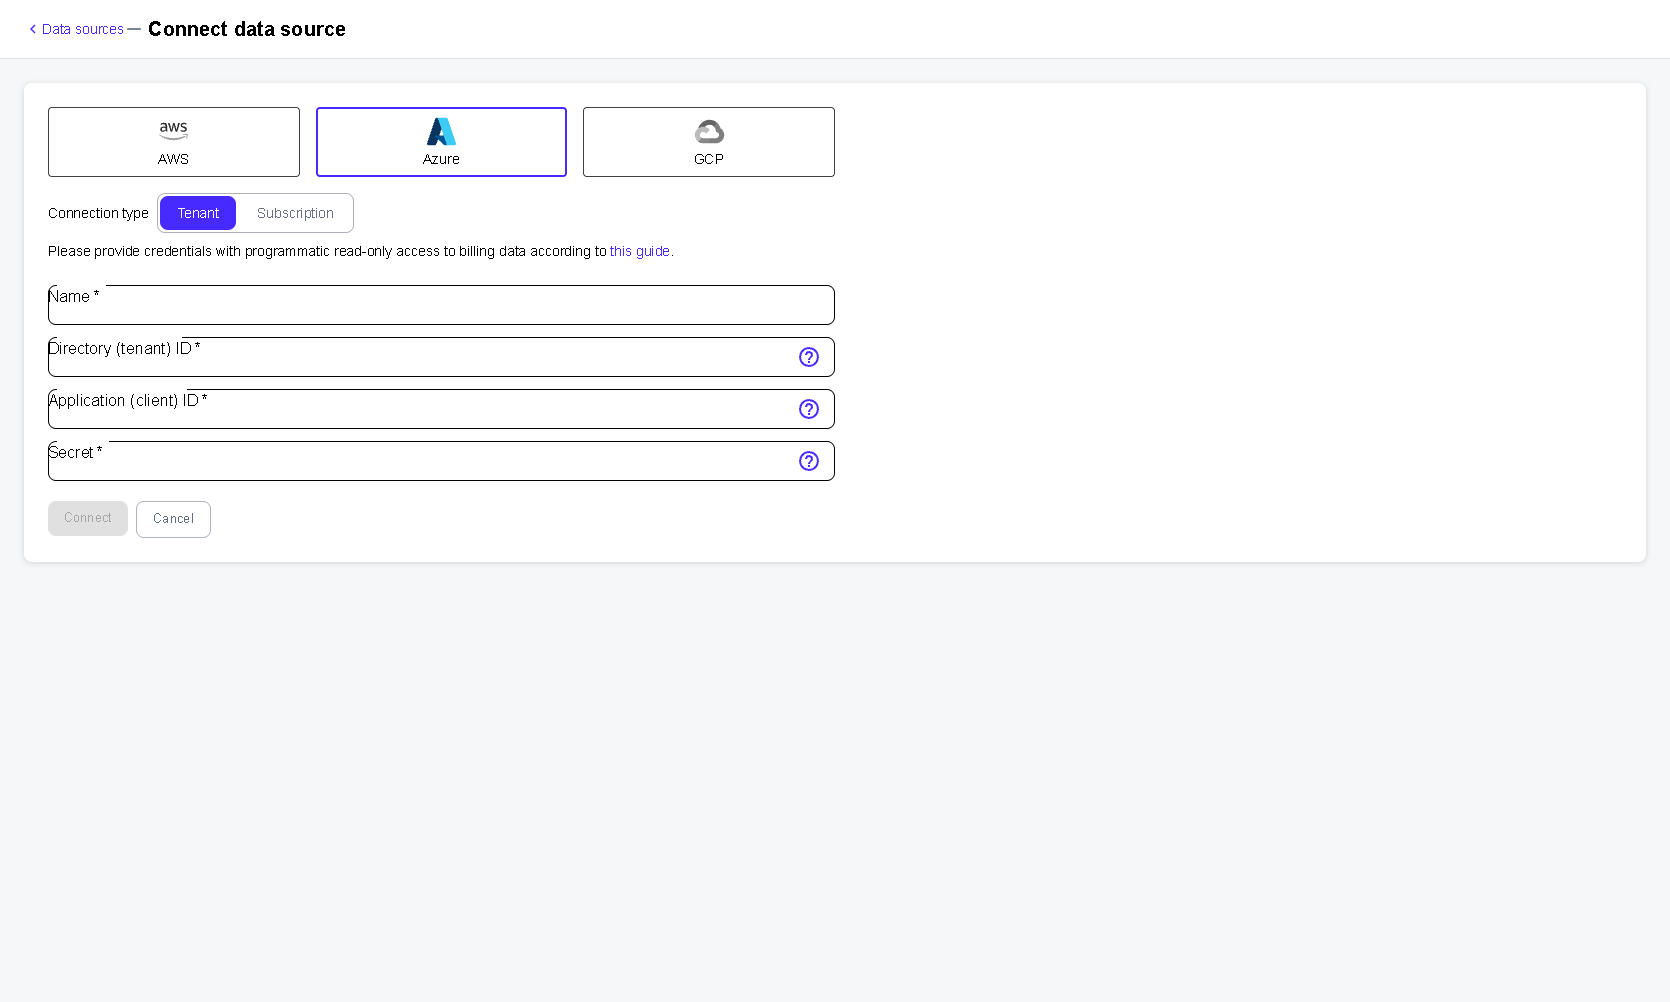 Data sources — Connect data source
aws
AWS
Azure
GCP
Connection type Tenant Subscription
Please provide credentials with programmatic read-only access to billing data according to this guide.
Name *
Directory (tenant) ID *
Application (client) ID *
Secret *
Connect Cancel